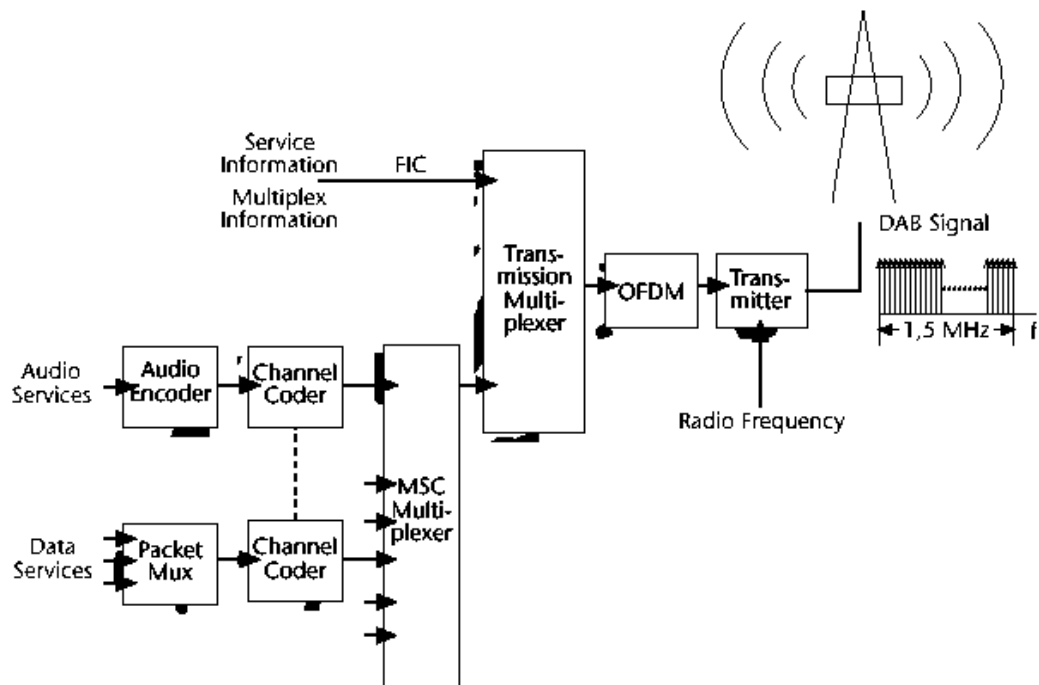 Service
Information
FIC
Multiplex
Information
DAB Signal
Trans-
mission
Multi-
plexer
OFDM
Trans-
mitter
1,5 MHz
f
Audio
Services
Audio
Encoder
Channel
Coder
Radio Frequency
MSC
Multi-
plexer
Data
Services
Packet
Mux
Channel
Coder